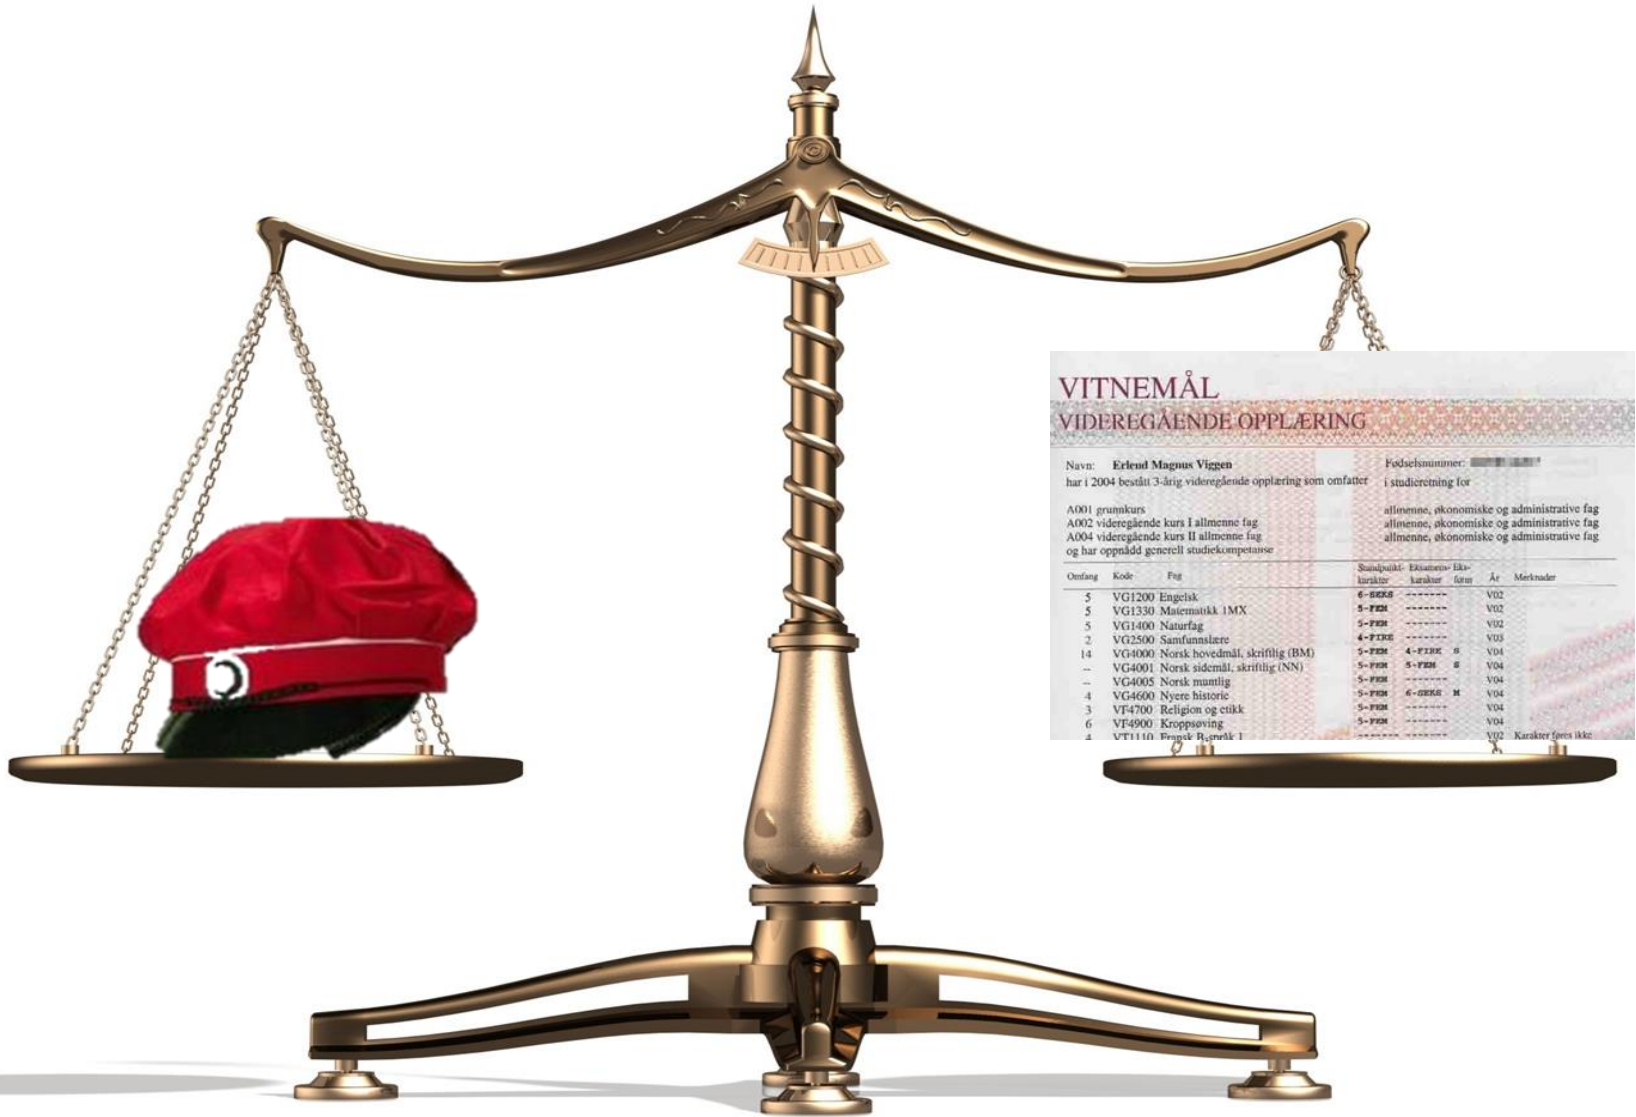 VITNEMÅL
VIDEREGÅENDE OPPLÆRING
Navn: Erlend Magnus Viggen Fødselsnummer:
har i 2004 bestått 3-årig videregående opplæring som omfatter i studieretning for
A001 grunnkurs allmenne, økonomiske og administrative fag
A002 videregående kurs I allmenne fag allmenne, økonomiske og administrative fag
A004 videregående kurs II allmenne fag allmenne, økonomiske og administrative fag
og har oppnådd generell studiekompetanse
Standpunkt- Eksamens- Eks-
Omfang Kode Fag karakter karakter form År Merknader
5 VG1200 Engelsk 6-SEKS ------- V02
5 VG1330 Matematikk 1MX 5-FEM ------- V02
5 VG1400 Naturfag 5-FEM ------- V02
2 VG2500 Samfunnslære 4-FIRE ------- V03
14 VG4000 Norsk hovedmål, skriftlig (BM) 5-FEM 4-FIRE S V04
-- VG4001 Norsk sidemål, skriftlig (NN) 5-FEM 5-FEM S V04
-- VG4005 Norsk muntlig 5-FEM ------- V04
4 VG4600 Nyere historie 5-FEM 6-SEKS M V04
3 VF4700 Religion og etikk 5-FEM ------- V04
6 VF4900 Kroppsøving 5-FEM ------- V04
4 VT1110 Fransk B-språk 1 ------- ------- V02 Karakter føres ikke